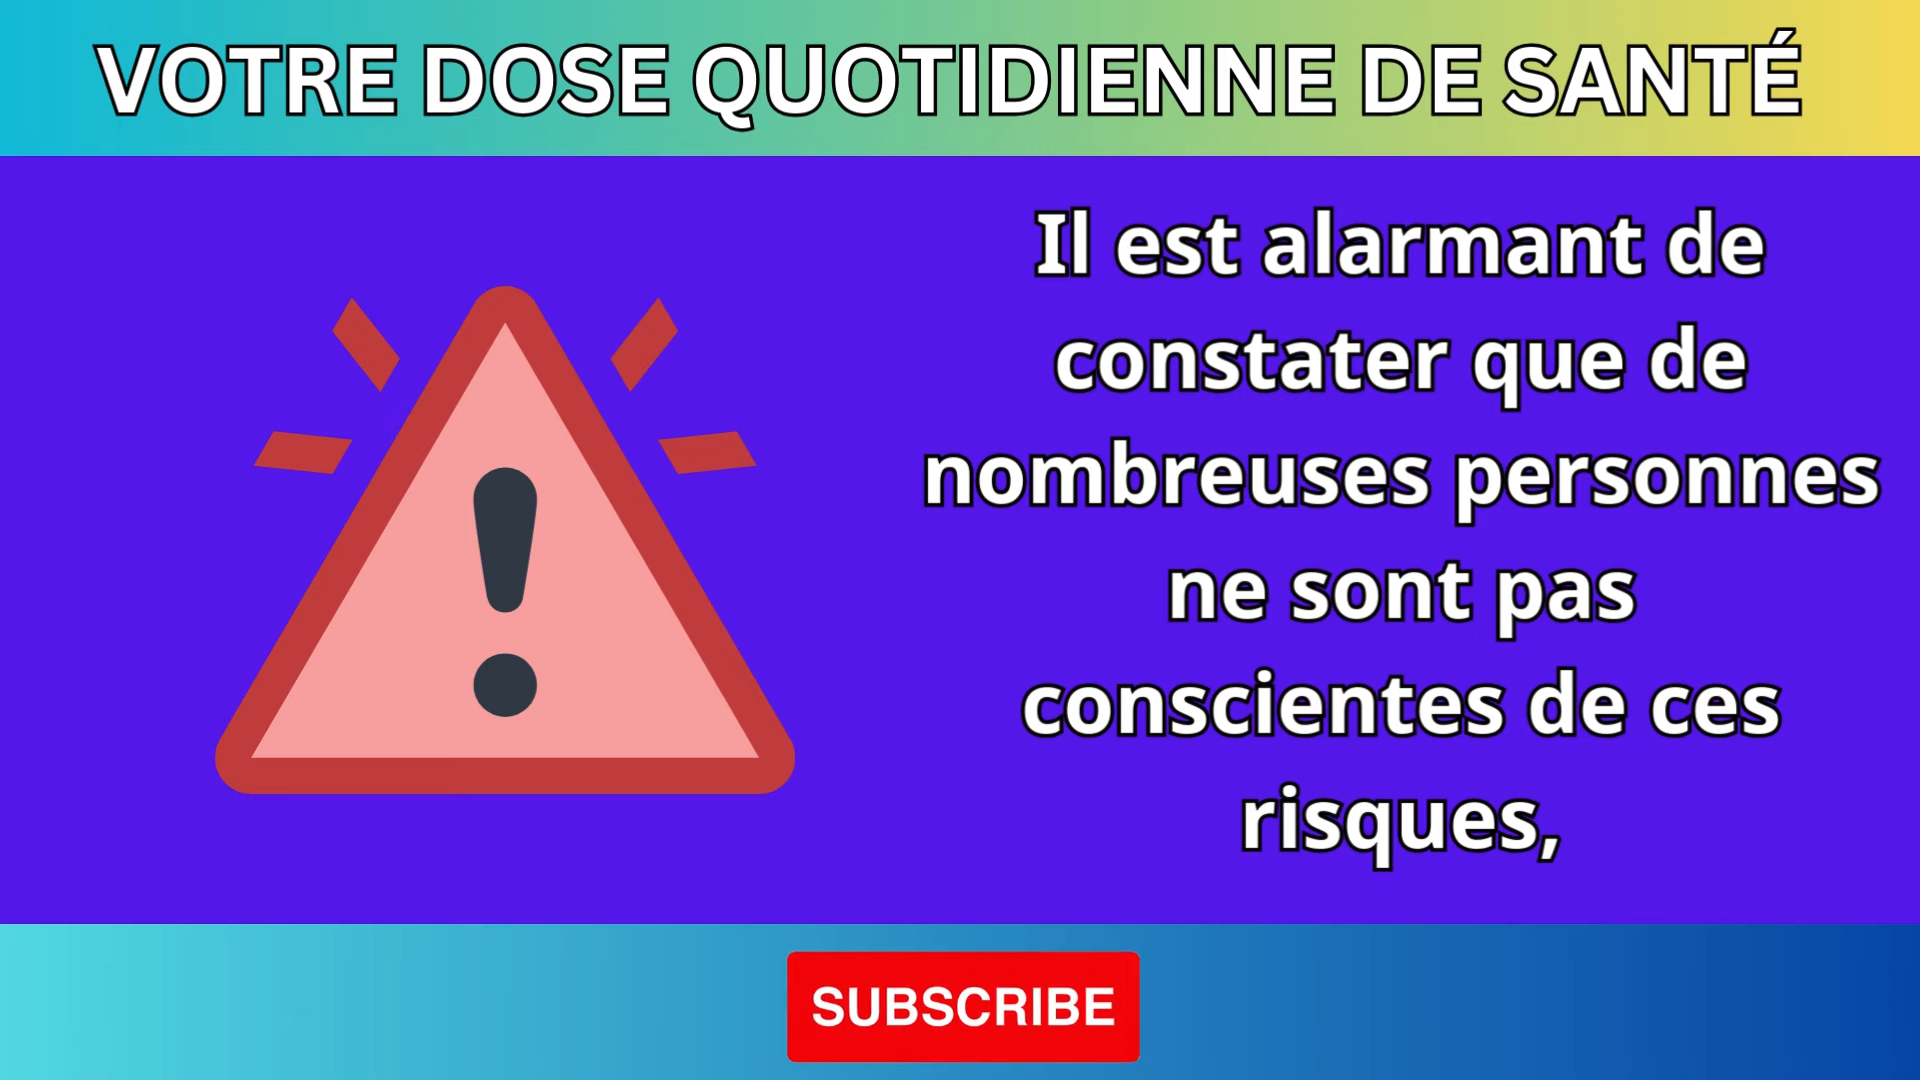 VOTRE DOSE QUOTIDIENNE DE SANTÉ
Il est alarmant de
constater que de
nombreuses personnes
ne sont pas
conscientes de ces
risques,
SUBSCRIBE